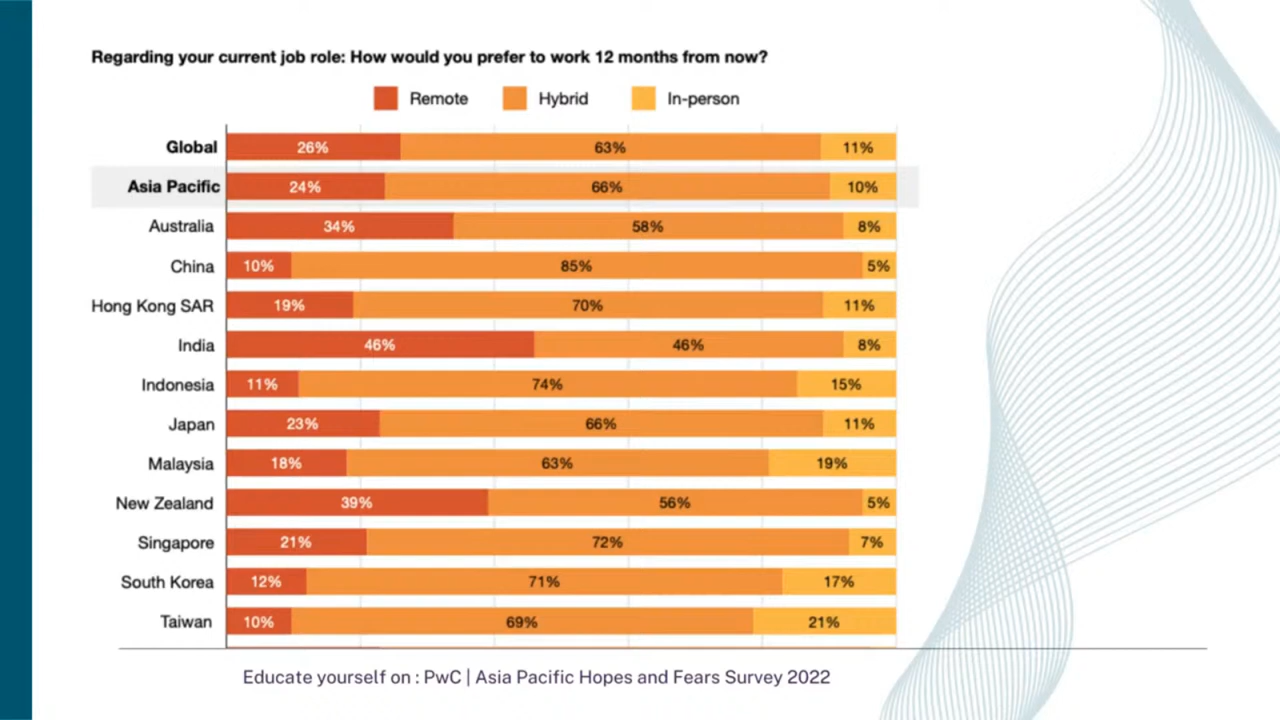 Regarding your current job role: How would you prefer to work 12 months from now?
Remote Hybrid In-person
Global 26% 63% 11%
Asia Pacific 24% 66% 10%
Australia 34% 58% 8%
China 10% 85% 5%
Hong Kong SAR 19% 70% 11%
India 46% 46% 8%
Indonesia 11% 74% 15%
Japan 23% 66% 11%
Malaysia 18% 63% 19%
New Zealand 39% 56% 5%
Singapore 21% 72% 7%
South Korea 12% 71% 17%
Taiwan 10% 69% 21%
Educate yourself on : PwC | Asia Pacific Hopes and Fears Survey 2022